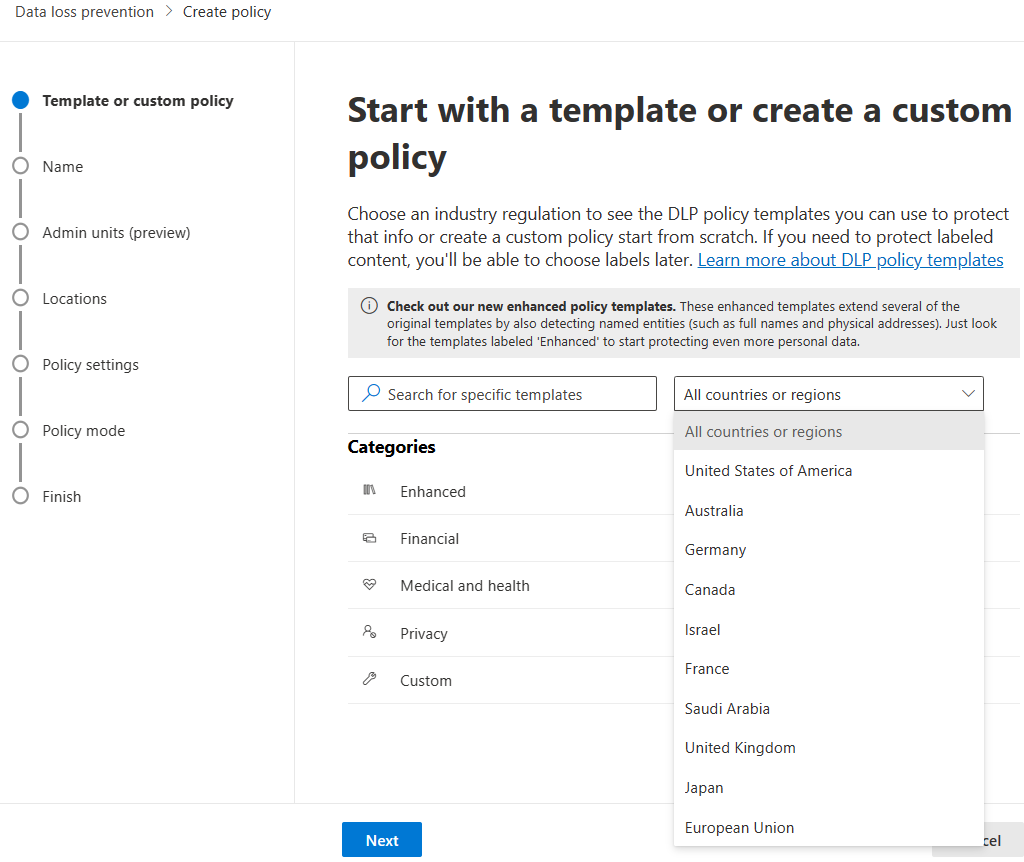 Data loss prevention > Create policy
Template or custom policy
Name
Admin units (preview)
Locations
Policy settings
Policy mode
Finish
Start with a template or create a custom
policy
Choose an industry regulation to see the DLP policy templates you can use to protect
that info or create a custom policy start from scratch. If you need to protect labeled
content, you'll be able to choose labels later. Learn more about DLP policy templates
Check out our new enhanced policy templates. These enhanced templates extend several of the
original templates by also detecting named entities (such as full names and physical addresses). Just look
for the templates labeled 'Enhanced' to start protecting even more personal data.
Search for specific templates
All countries or regions
Categories
Enhanced
Financial
Medical and health
Privacy
Custom
All countries or regions
United States of America
Australia
Germany
Canada
Israel
France
Saudi Arabia
United Kingdom
Japan
European Union
Next
cel